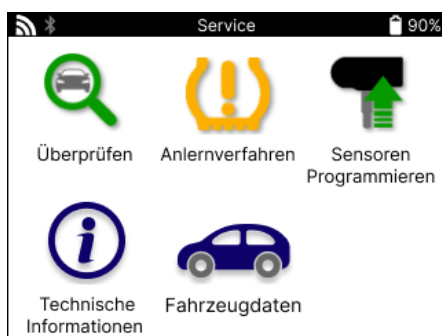 Service
90%
Überprüfen
Anlernverfahren
Sensoren
Programmieren
Technische
Informationen
Fahrzeugdaten